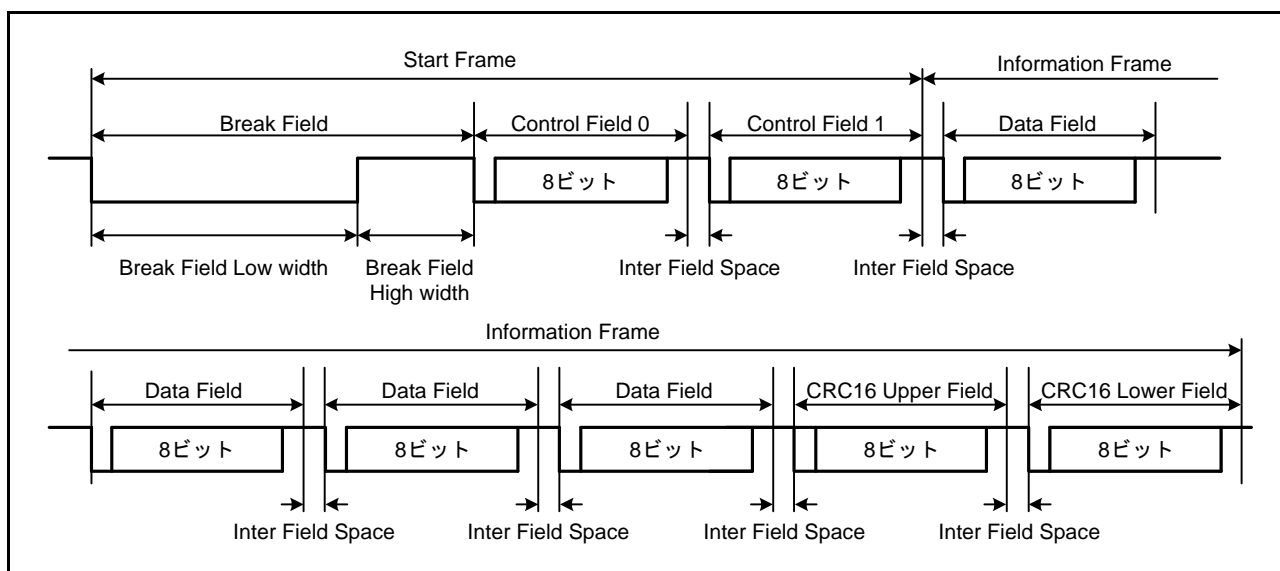 Start Frame
Information Frame
Break Field
Control Field 0
Control Field 1
Data Field
8ビット
8ビット
8ビット
Break Field Low width
Break Field
High width
Inter Field Space
Inter Field Space
Information Frame
Data Field
Data Field
Data Field
CRC16 Upper Field
CRC16 Lower Field
8ビット
8ビット
8ビット
8ビット
8ビット
Inter Field Space
Inter Field Space
Inter Field Space
Inter Field Space